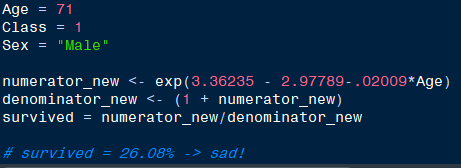 Age = 71
Class = 1
Sex = "Male"
numerator_new <- exp(3.36235 - 2.97789-.02009*Age)
denominator_new <- (1 + numerator_new)
survived = numerator_new/denominator_new
# survived = 26.08% -> sad!